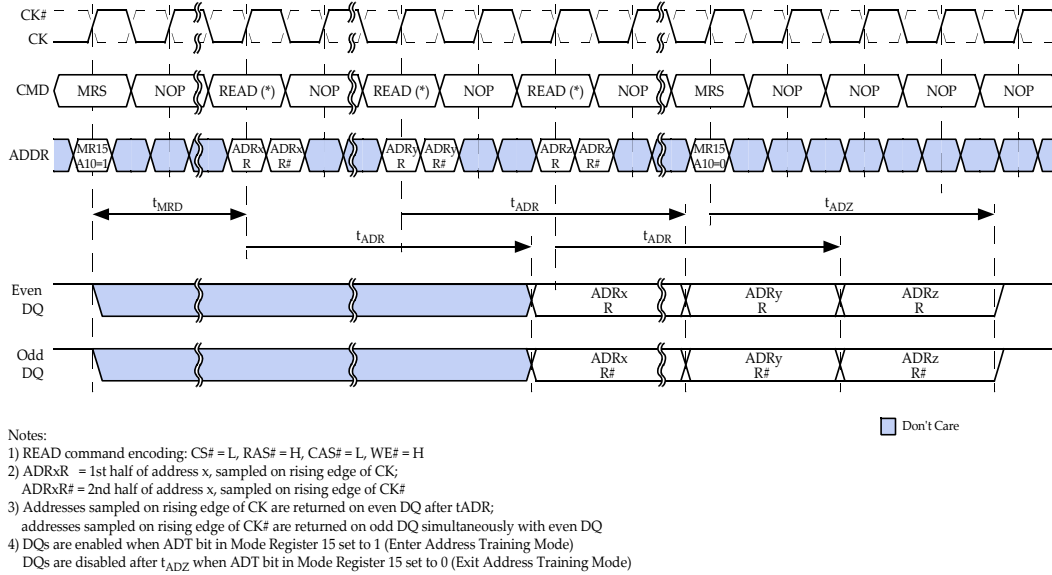 CK#
CK
CMD MRS NOP READ (*) NOP READ (*) NOP READ (*) NOP MRS NOP NOP NOP NOP
ADDR MR15 A10=1 ADRx R ADRx R# ADRy R ADRy R# ADRz R ADRz R# MR15 A10=0
tMRD tADR tADZ
tADR tADR
Even DQ ADRx R ADRy R ADRz R
Odd DQ ADRx R# ADRy R# ADRz R#
Don't Care
Notes:
1) READ command encoding: CS# = L, RAS# = H, CAS# = L, WE# = H
2) ADRxR = 1st half of address x, sampled on rising edge of CK;
ADRxR# = 2nd half of address x, sampled on rising edge of CK#
3) Addresses sampled on rising edge of CK are returned on even DQ after tADR;
addresses sampled on rising edge of CK# are returned on odd DQ simultaneously with even DQ
4) DQs are enabled when ADT bit in Mode Register 15 set to 1 (Enter Address Training Mode)
DQs are disabled after tADZ when ADT bit in Mode Register 15 set to 0 (Exit Address Training Mode)